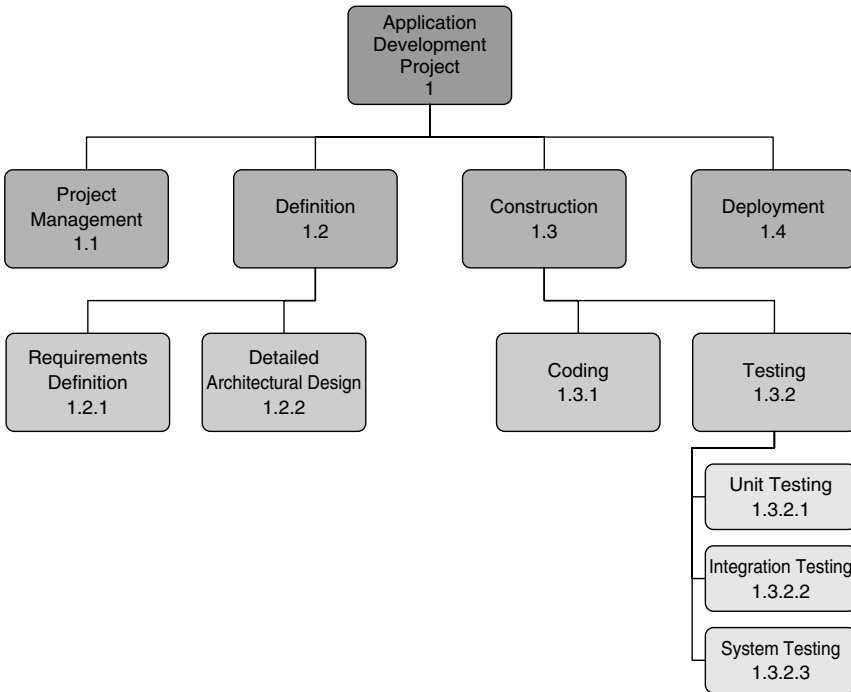 Application
Development
Project
1
Project
Management
1.1
Definition
1.2
Construction
1.3
Deployment
1.4
Requirements
Definition
1.2.1
Detailed
Architectural Design
1.2.2
Coding
1.3.1
Testing
1.3.2
Unit Testing
1.3.2.1
Integration Testing
1.3.2.2
System Testing
1.3.2.3